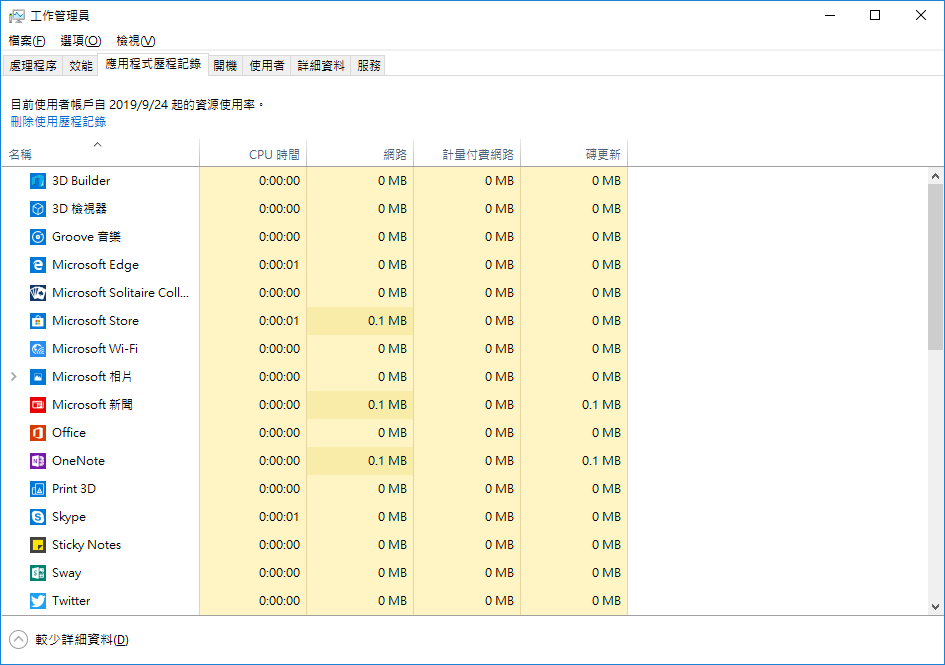 工作管理員
檔案(F) 選項(O) 檢視(V)
處理程序 效能 應用程式歷程記錄 開機 使用者 詳細資料 服務
目前使用者帳戶自 2019/9/24 起的資源使用率。
刪除使用歷程記錄
名稱 CPU 時間 網路 計量付費網路 磚更新
3D Builder 0:00:00 0 MB 0 MB 0 MB
3D 檢視器 0:00:00 0 MB 0 MB 0 MB
Groove 音樂 0:00:00 0 MB 0 MB 0 MB
Microsoft Edge 0:00:01 0 MB 0 MB 0 MB
Microsoft Solitaire Coll... 0:00:00 0 MB 0 MB 0 MB
Microsoft Store 0:00:01 0.1 MB 0 MB 0 MB
Microsoft Wi-Fi 0:00:00 0 MB 0 MB 0 MB
Microsoft 相片 0:00:00 0 MB 0 MB 0 MB
Microsoft 新聞 0:00:00 0.1 MB 0 MB 0.1 MB
Office 0:00:00 0 MB 0 MB 0 MB
OneNote 0:00:00 0.1 MB 0 MB 0.1 MB
Print 3D 0:00:00 0 MB 0 MB 0 MB
Skype 0:00:01 0 MB 0 MB 0 MB
Sticky Notes 0:00:00 0 MB 0 MB 0 MB
Sway 0:00:00 0 MB 0 MB 0 MB
Twitter 0:00:00 0 MB 0 MB 0 MB
較少詳細資料(D)